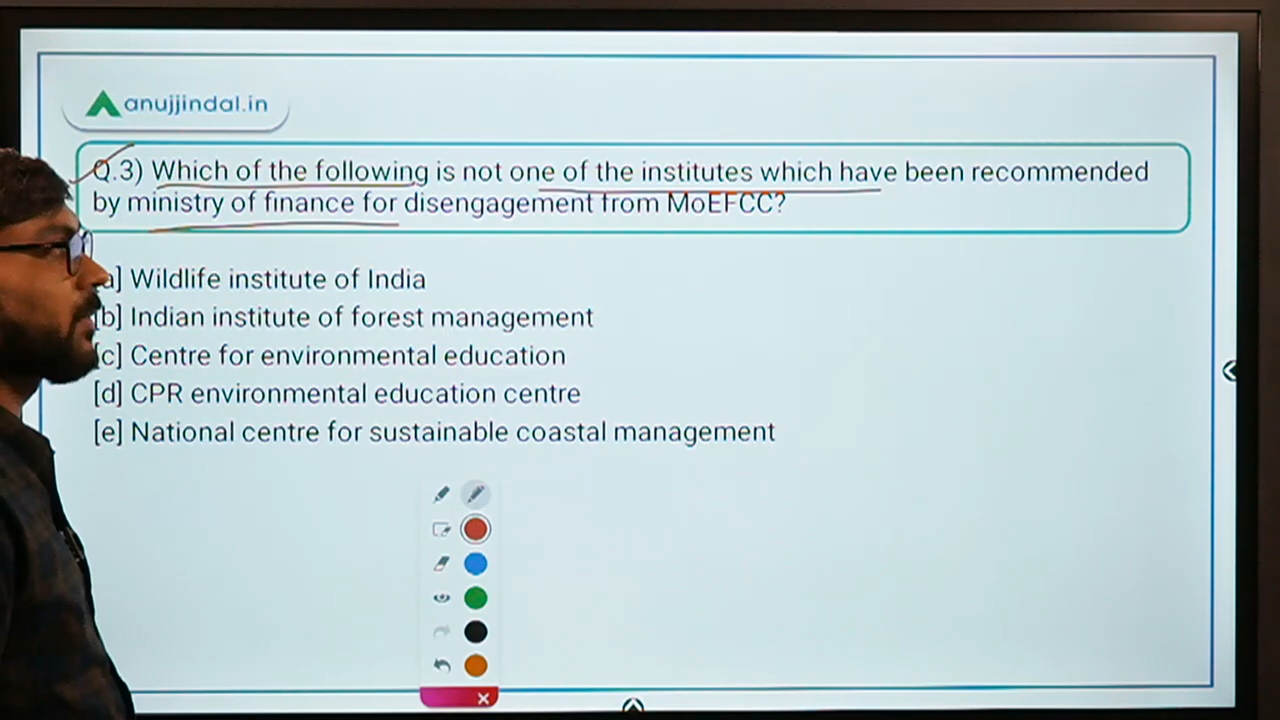 anujjindal.in
Q.3) Which of the following is not one of the institutes which have been recommended
by ministry of finance for disengagement from MoEFCC?
a] Wildlife institute of India
[b] Indian institute of forest management
[c] Centre for environmental education
[d] CPR environmental education centre
[e] National centre for sustainable coastal management